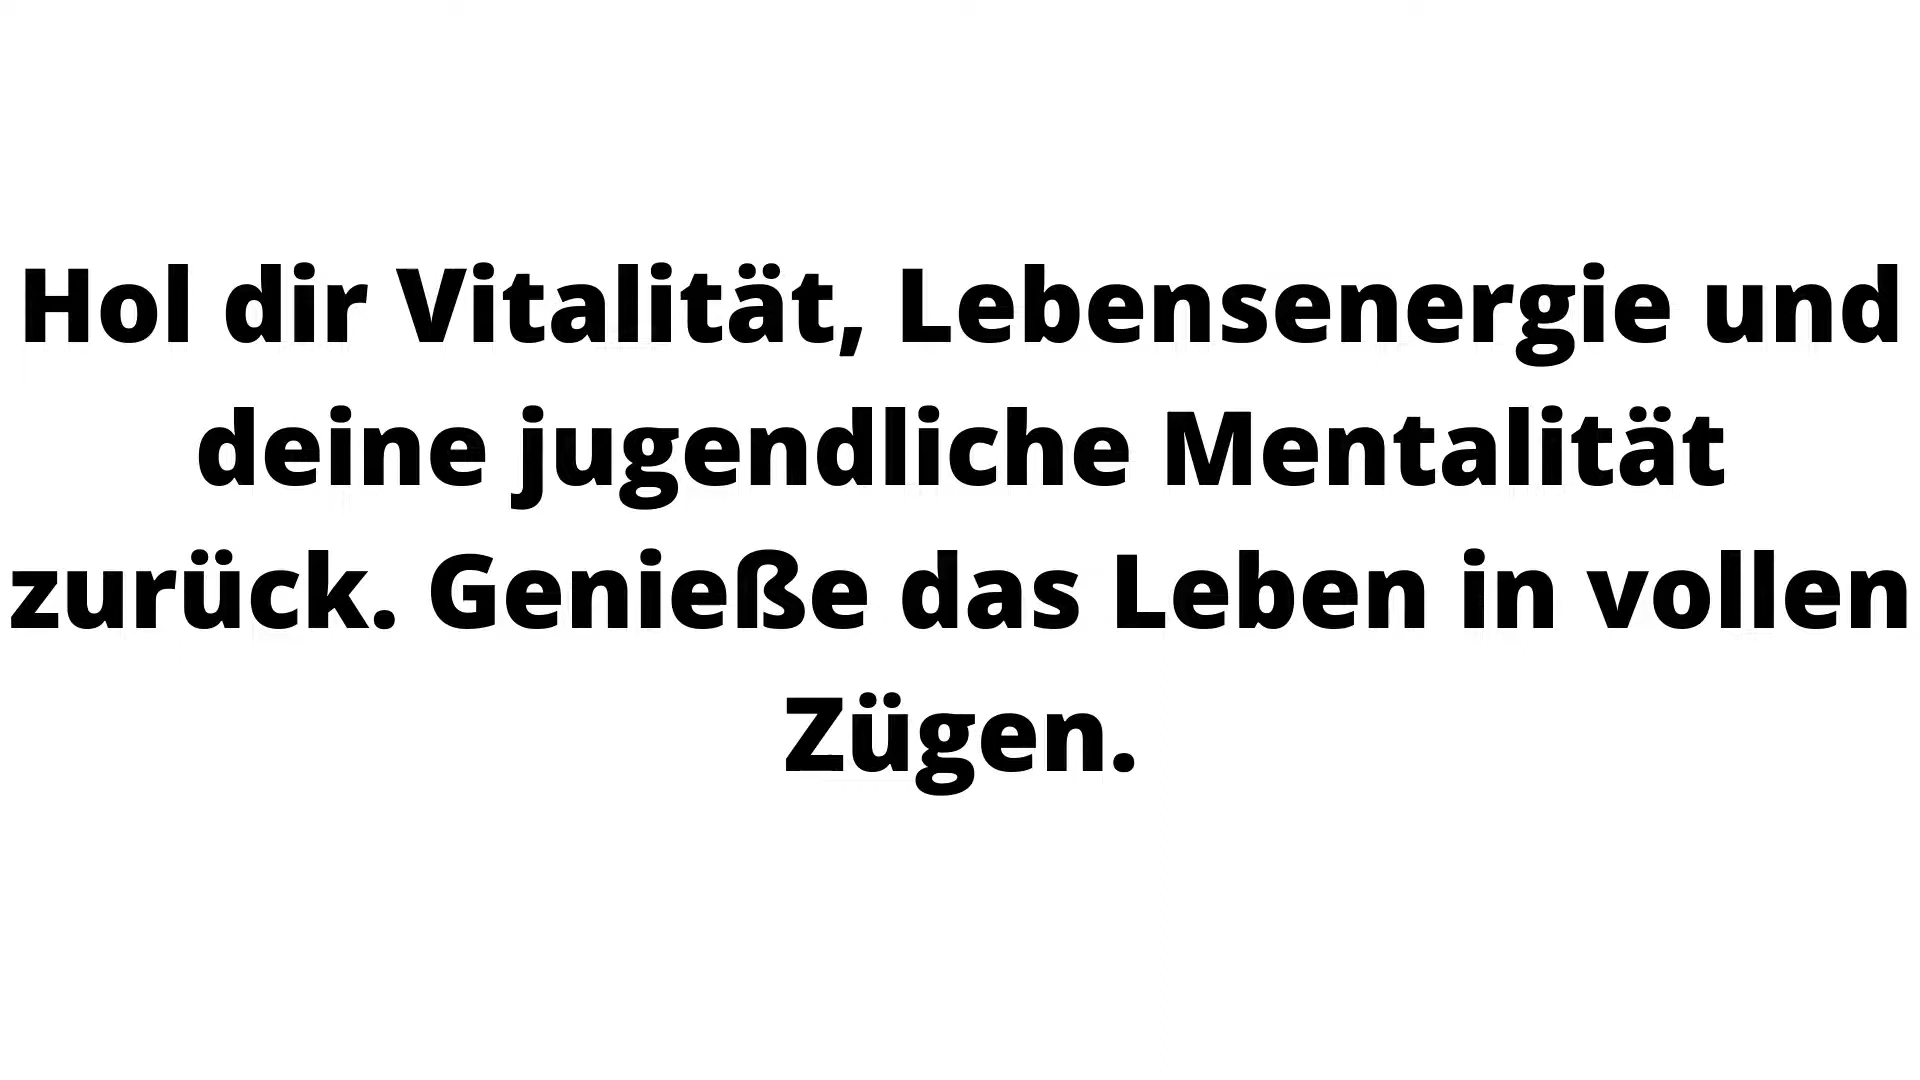 Hol dir Vitalität, Lebensenergie und
deine jugendliche Mentalität
zurück. Genieße das Leben in vollen
Zügen.